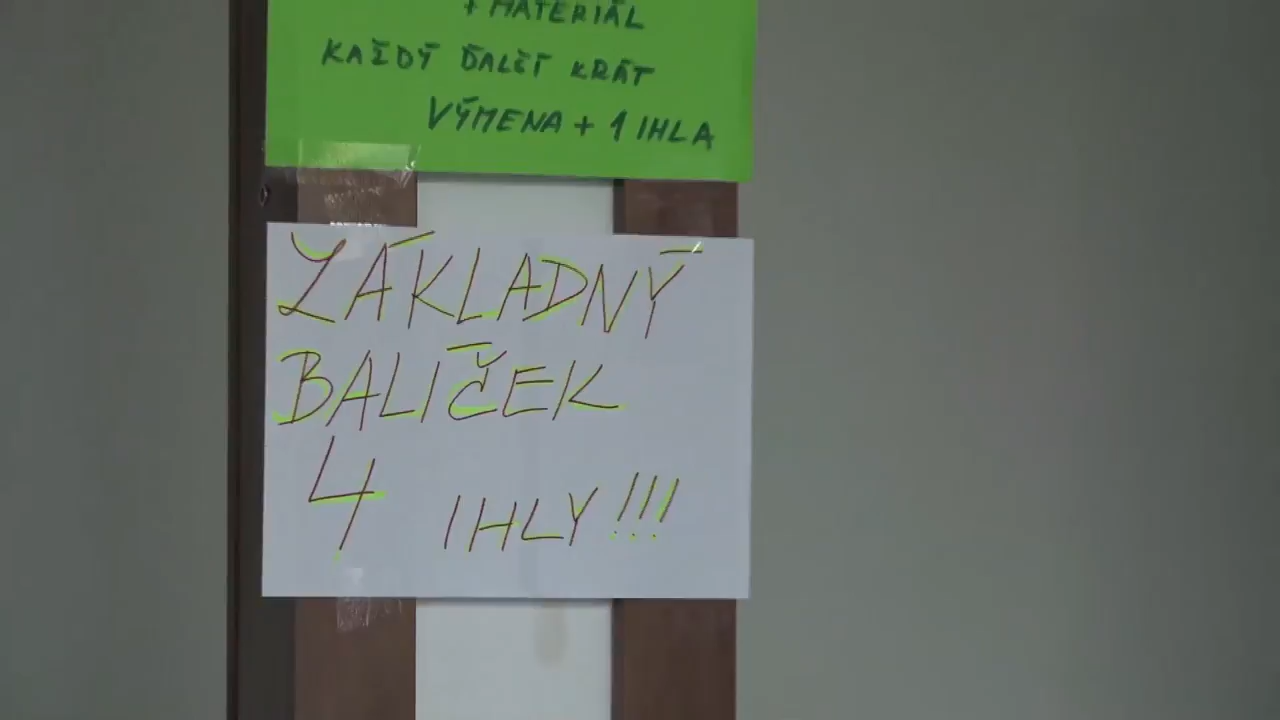 + MATERIÁL
KAŽDÝ ĎALŠÍ KRÁT
VÝMENA + 1 IHLA
ZÁKLADNÝ
BALÍČEK
4 IHLY!!!